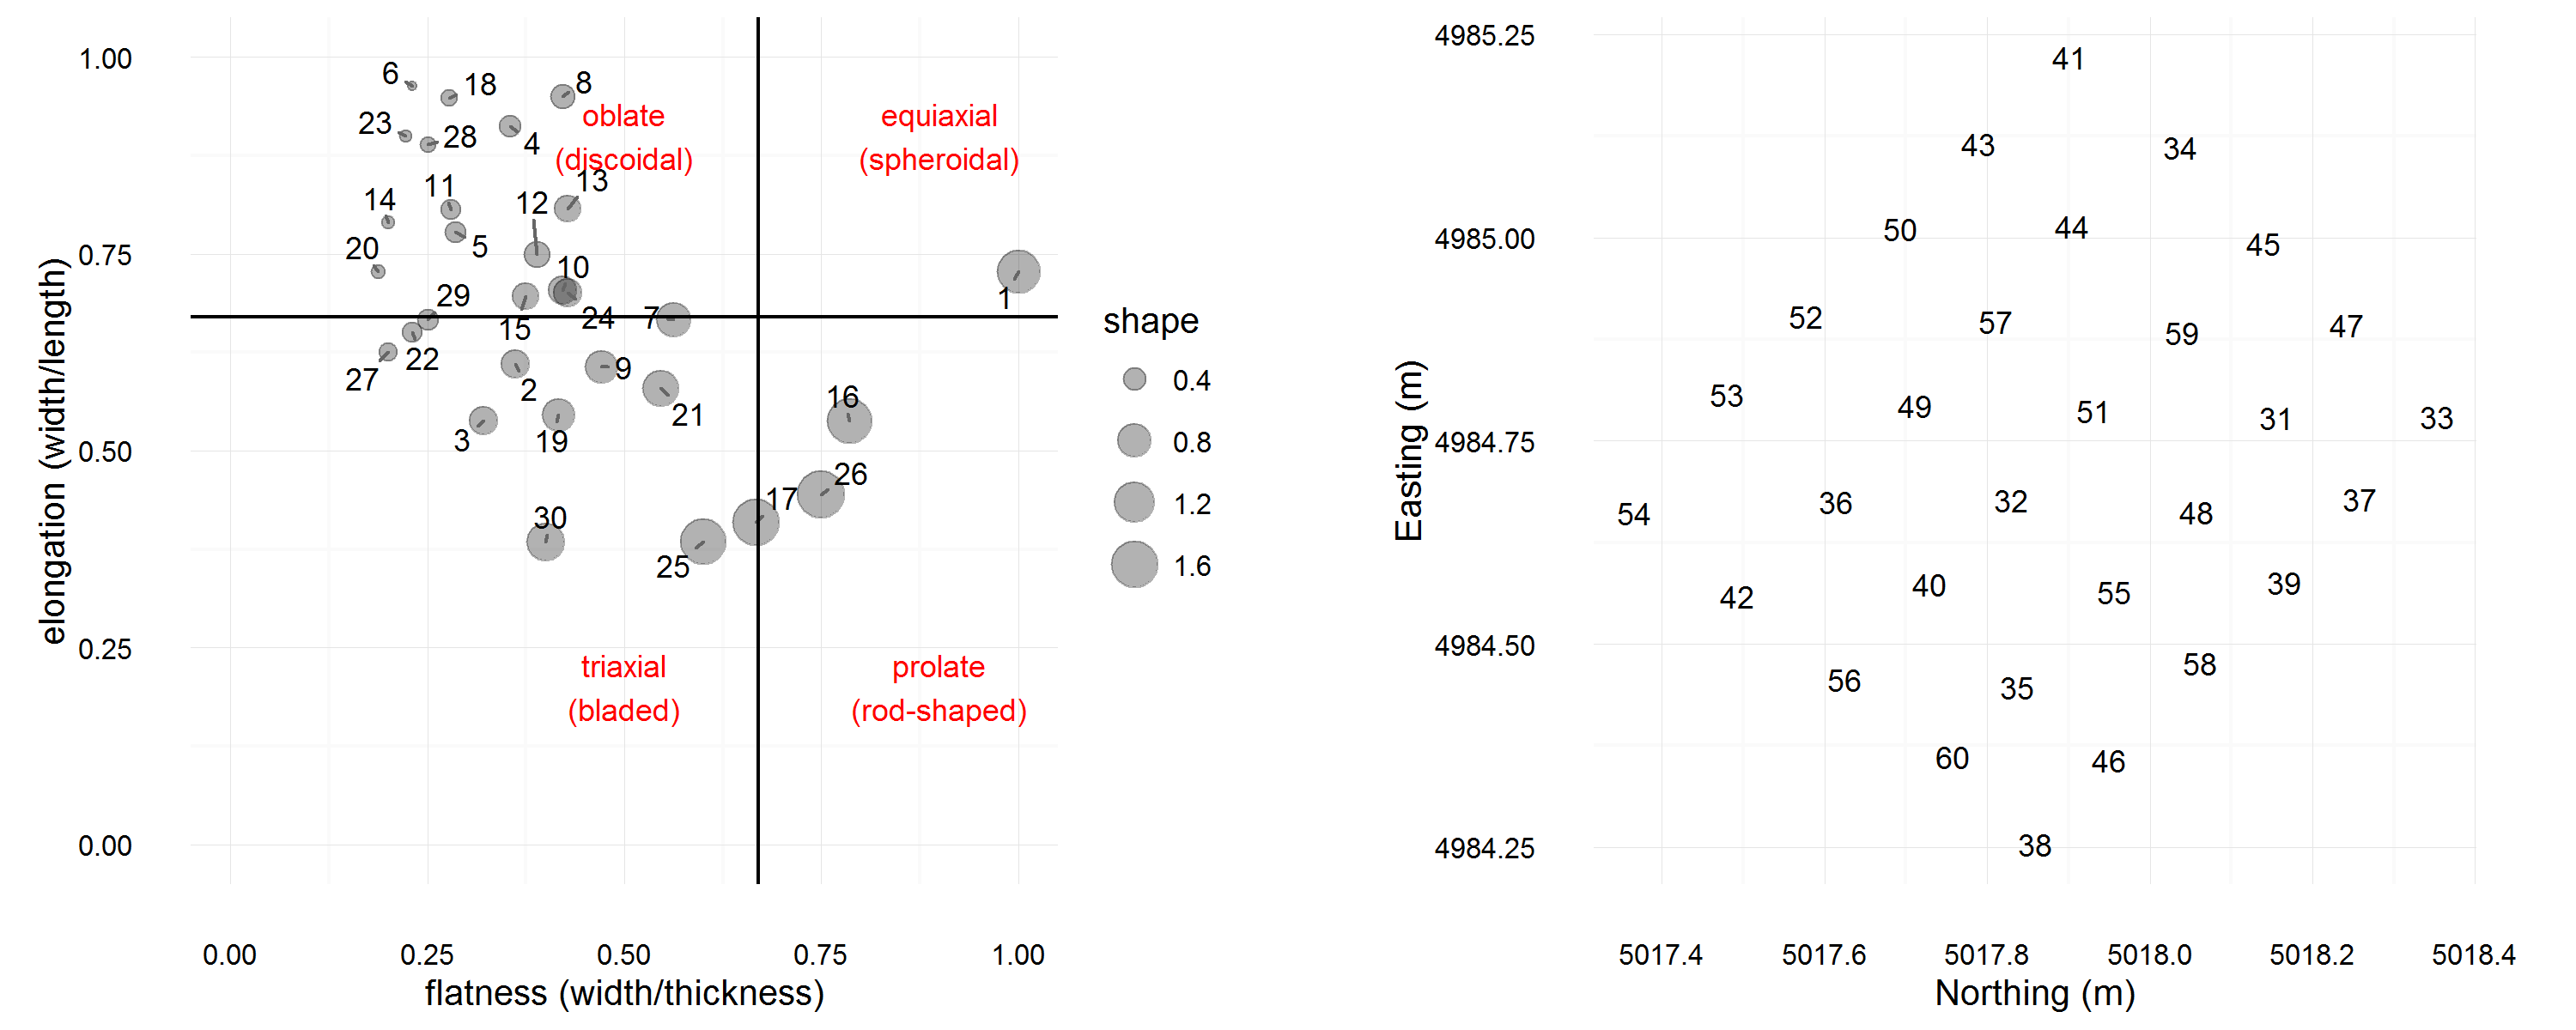 1.00
0.75
0.50
0.25
0.00
elongation (width/length)
6
18
8
23
28
4
oblate
(discoidal)
equiaxial
(spheroidal)
14
11
12
13
20
5
10
29
15
24
7
1
27
22
2
9
21
3
19
16
26
17
30
25
triaxial
(bladed)
prolate
(rod-shaped)
0.00 0.25 0.50 0.75 1.00
flatness (width/thickness)
shape
0.4
0.8
1.2
1.6
4985.25
4985.00
4984.75
4984.50
4984.25
Easting (m)
41
43 34
50 44 45
52 57 59 47
53 49 51 31 33
54 36 32 48 37
42 40 55 39
56 35 58
60 46
38
5017.4 5017.6 5017.8 5018.0 5018.2 5018.4
Northing (m)